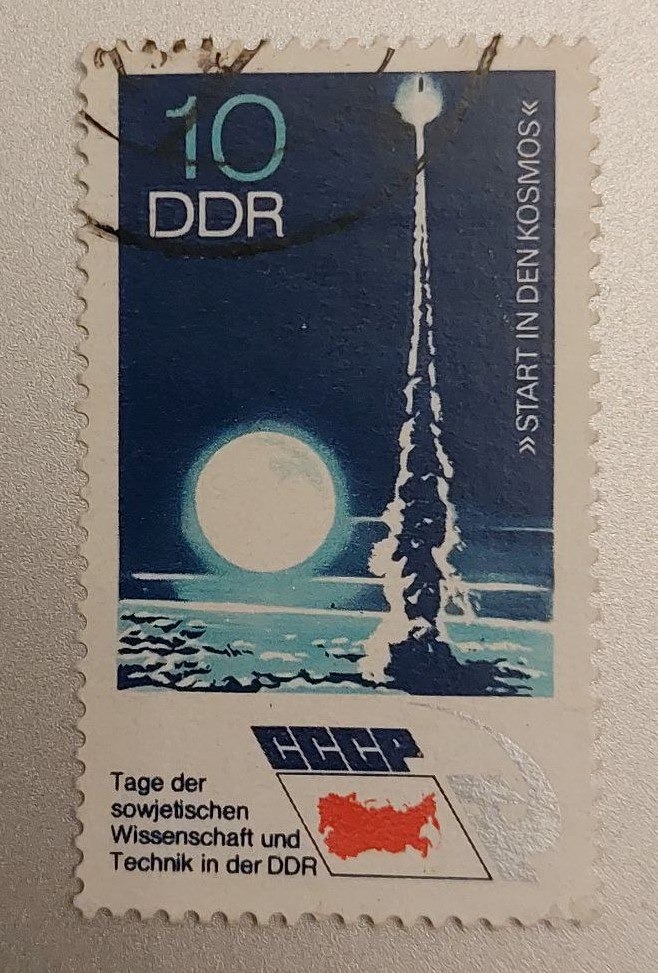 10
DDR
»START IN DEN KOSMOS«
CCCP
Tage der
sowjetischen
Wissenschaft und
Technik in der DDR